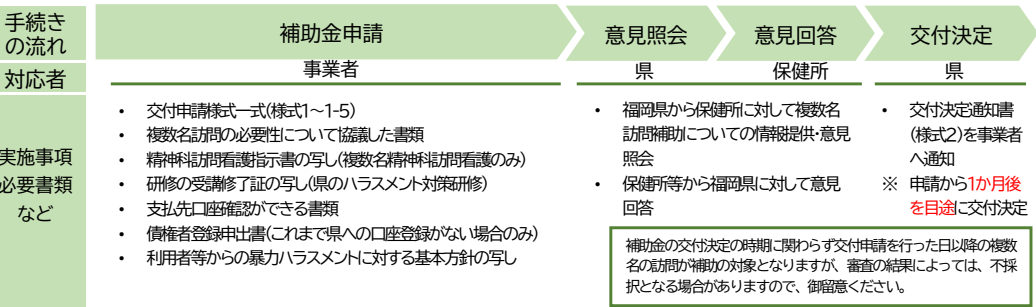 手続き
の流れ
補助金申請
意見照会
意見回答
交付決定
対応者
事業者
県
保健所
県
実施事項
必要書類
など
• 交付申請様式一式(様式1～1-5)
• 複数名訪問の必要性について協議した書類
• 精神科訪問看護指示書の写し(複数名精神科訪問看護のみ)
• 研修の受講修了証の写し(県のハラスメント対策研修)
• 支払先口座確認ができる書類
• 債権者登録申出書(これまで県への口座登録がない場合のみ)
• 利用者等からの暴力ハラスメントに対する基本方針の写し
• 福岡県から保健所に対して複数名
訪問補助についての情報提供・意見
照会
• 保健所等から福岡県に対して意見
回答
• 交付決定通知書
(様式2)を事業者
へ通知
※ 申請から1か月後
を目途に交付決定
補助金の交付決定の時期に関わらず交付申請を行った日以降の複数
名の訪問が補助の対象となりますが、審査の結果によっては、不採
択となる場合がありますので、御留意ください。